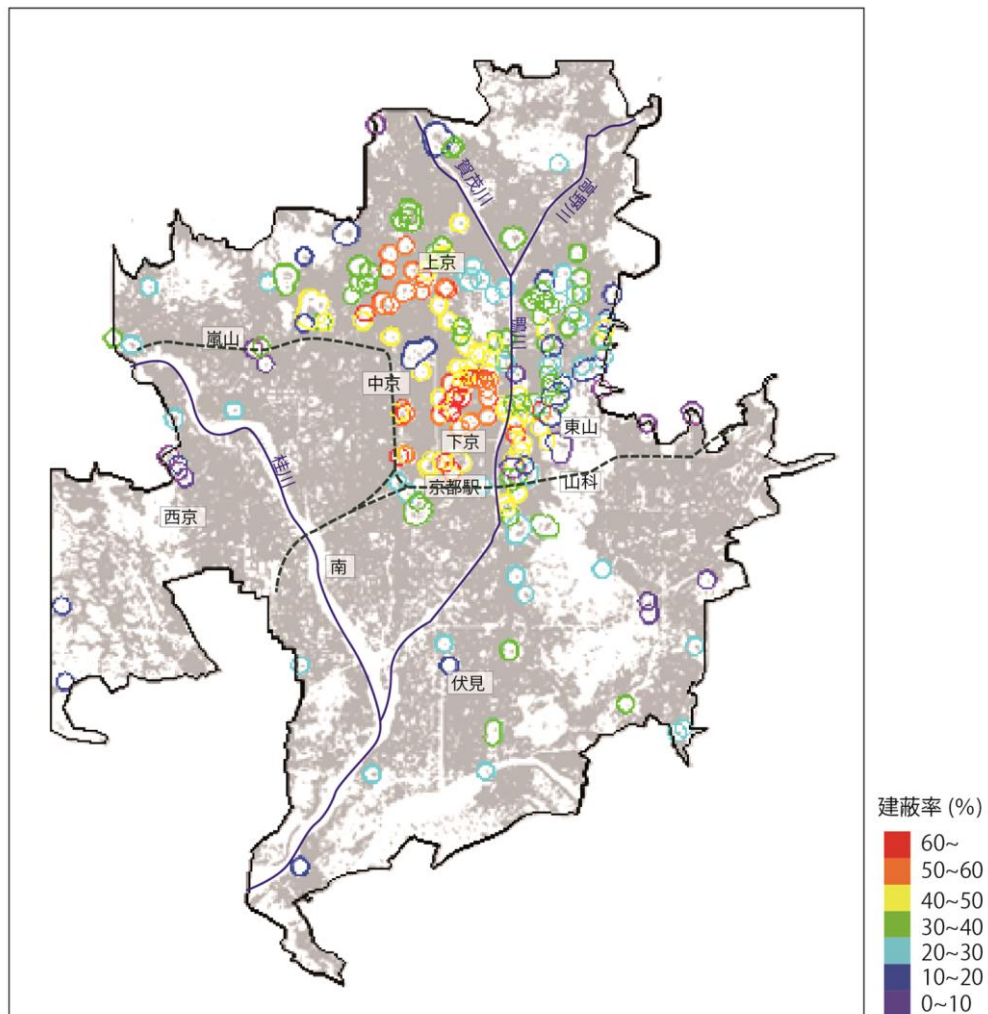 賀茂川
高野川
上京
鴨川
嵐山
中京
東山
下京
山科
京都駅
桂川
西京
南
伏見
建蔽率 (%)
60~
50~60
40~50
30~40
20~30
10~20
0~10